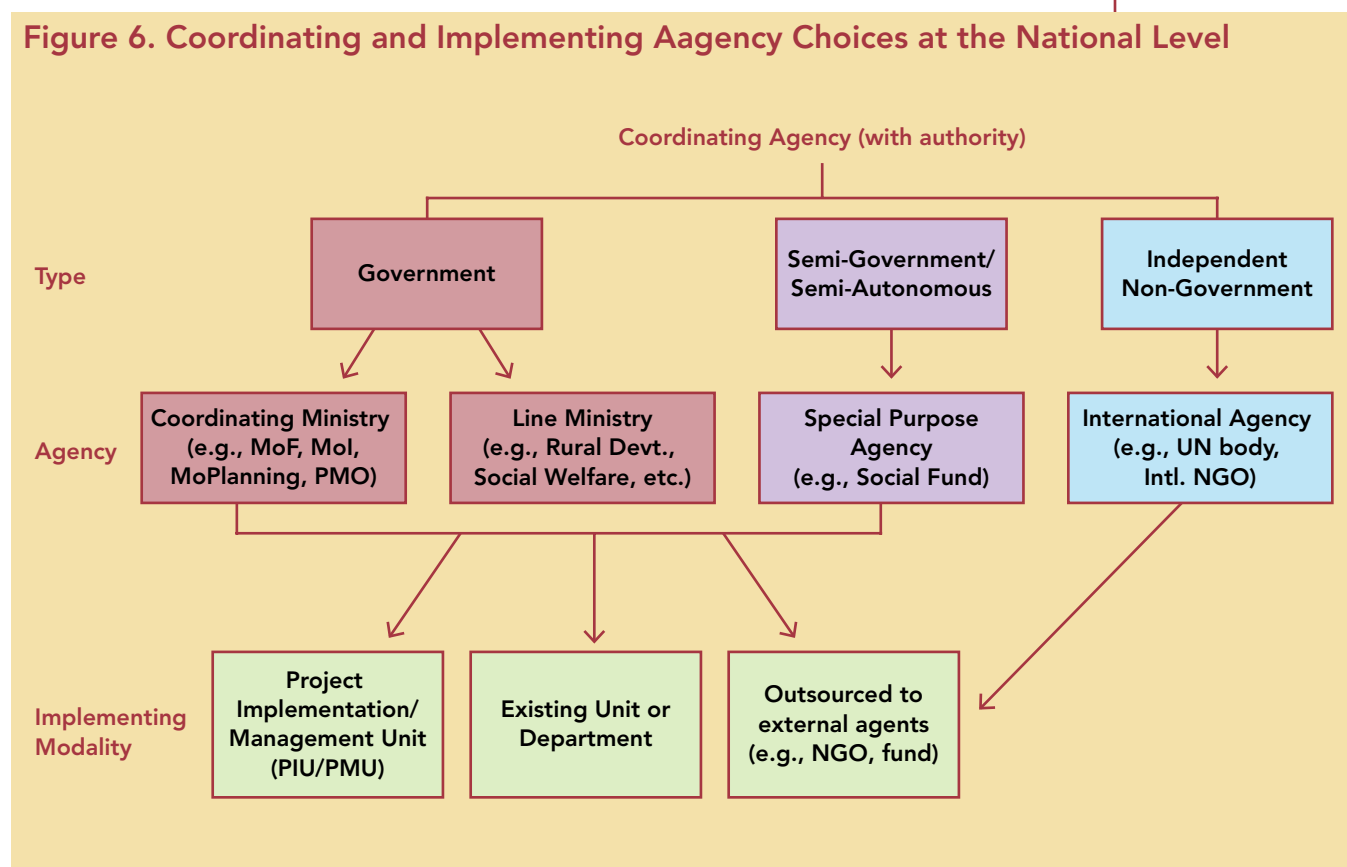 Figure 6. Coordinating and Implementing Aagency Choices at the National Level
Coordinating Agency (with authority)
Type
Government
Semi-Government/
Semi-Autonomous
Independent
Non-Government
Agency
Coordinating Ministry
(e.g., MoF, MoI,
MoPlanning, PMO)
Line Ministry
(e.g., Rural Devt.,
Social Welfare, etc.)
Special Purpose
Agency
(e.g., Social Fund)
International Agency
(e.g., UN body,
Intl. NGO)
Implementing
Modality
Project
Implementation/
Management Unit
(PIU/PMU)
Existing Unit or
Department
Outsourced to
external agents
(e.g., NGO, fund)